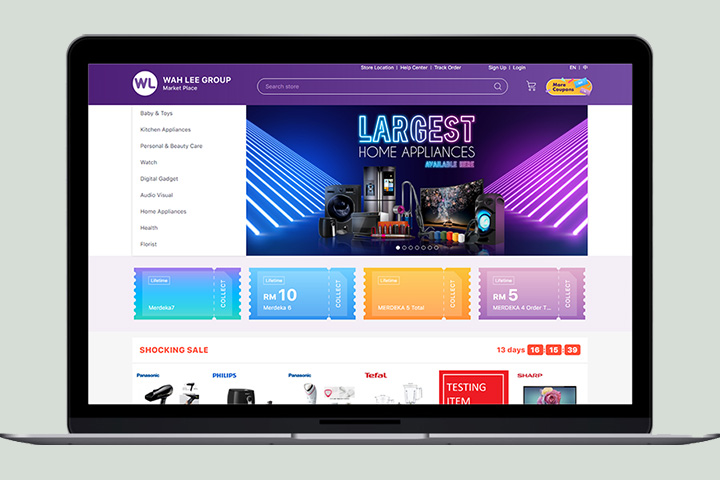 Store Location | Help Center | Track Order
Sign Up | Login
EN | 中
WL
WAH LEE GROUP
Market Place
Search store
More
Coupons
Baby & Toys
Kitchen Appliances
Personal & Beauty Care
Watch
Digital Gadget
Audio Visual
Home Appliances
Health
Florist
LARGEST
HOME APPLIANCES
AVAILABLE HERE
Lifetime
Merdeka7
COLLECT
Lifetime
RM 10
Merdeka 6
COLLECT
Lifetime
MERDEKA 5 Total
COLLECT
Lifetime
RM 5
MERDEKA 4 Order T...
COLLECT
SHOCKING SALE
13 days 16 : 15 : 39
Panasonic
PHILIPS
Panasonic
Tefal
TESTING
ITEM
SHARP